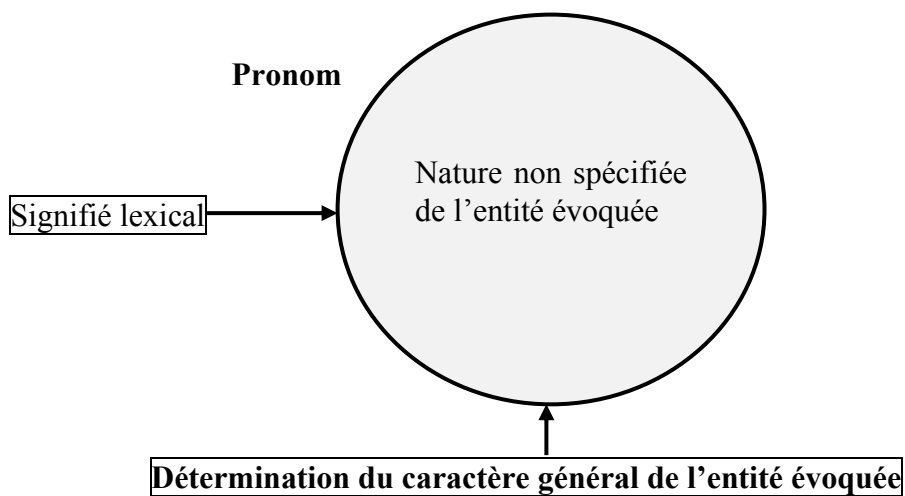 Pronom
Nature non spécifiée
de l’entité évoquée
Signifié lexical
Détermination du caractère général de l’entité évoquée